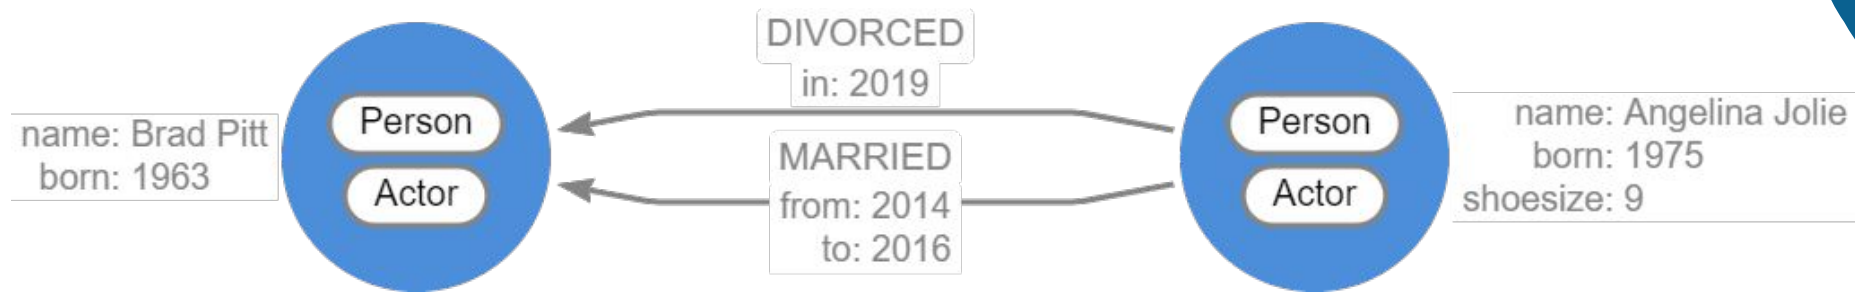 name: Brad Pitt
born: 1963
Person
Actor
DIVORCED
in: 2019
MARRIED
from: 2014
to: 2016
Person
Actor
name: Angelina Jolie
born: 1975
shoesize: 9